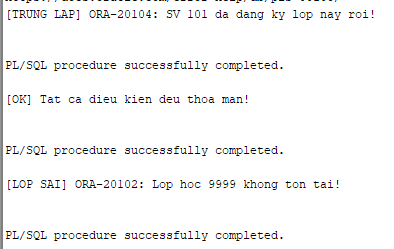 [TRUNG LAP] ORA-20104: SV 101 da dang ky lop nay roi!
PL/SQL procedure successfully completed.
[OK] Tat ca dieu kien deu thoa man!
PL/SQL procedure successfully completed.
[LOP SAI] ORA-20102: Lop hoc 9999 khong ton tai!
PL/SQL procedure successfully completed.